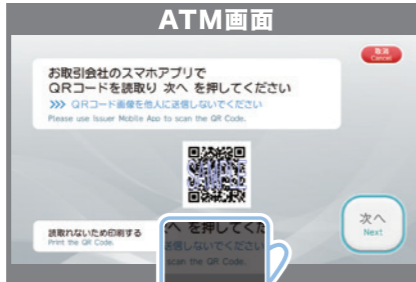 ATM画面
取消
Cancel
お取引会社のスマホアプリで
QRコードを読取り 次へ を押してください
>>> QRコード画像を他人に送信しないでください
Please use Issuer Mobile App to scan the QR Code.
SAMPLE
読取れないため印刷する
Print the QR Code.
へ を押してくだ
送信しないでください
scan the QR Code.
次へ
Next